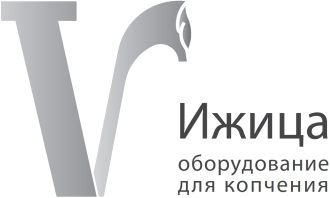 Ижица
оборудование
для копчения